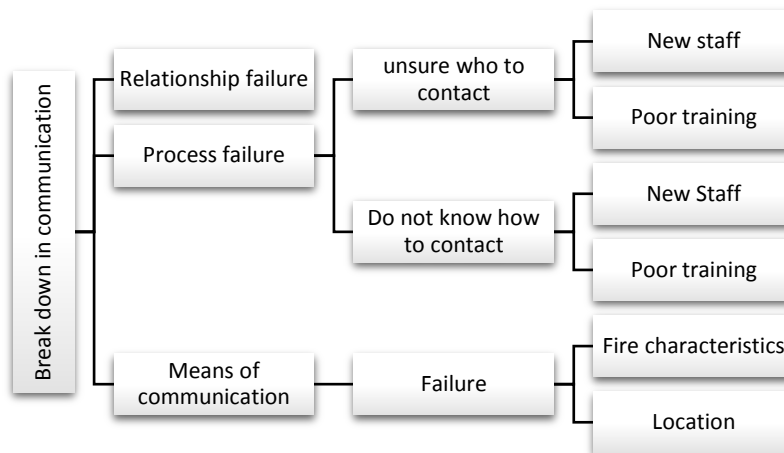 Break down in communication
Relationship failure
Process failure
Means of
communication
unsure who to
contact
Do not know how
to contact
Failure
New staff
Poor training
New Staff
Poor training
Fire characteristics
Location